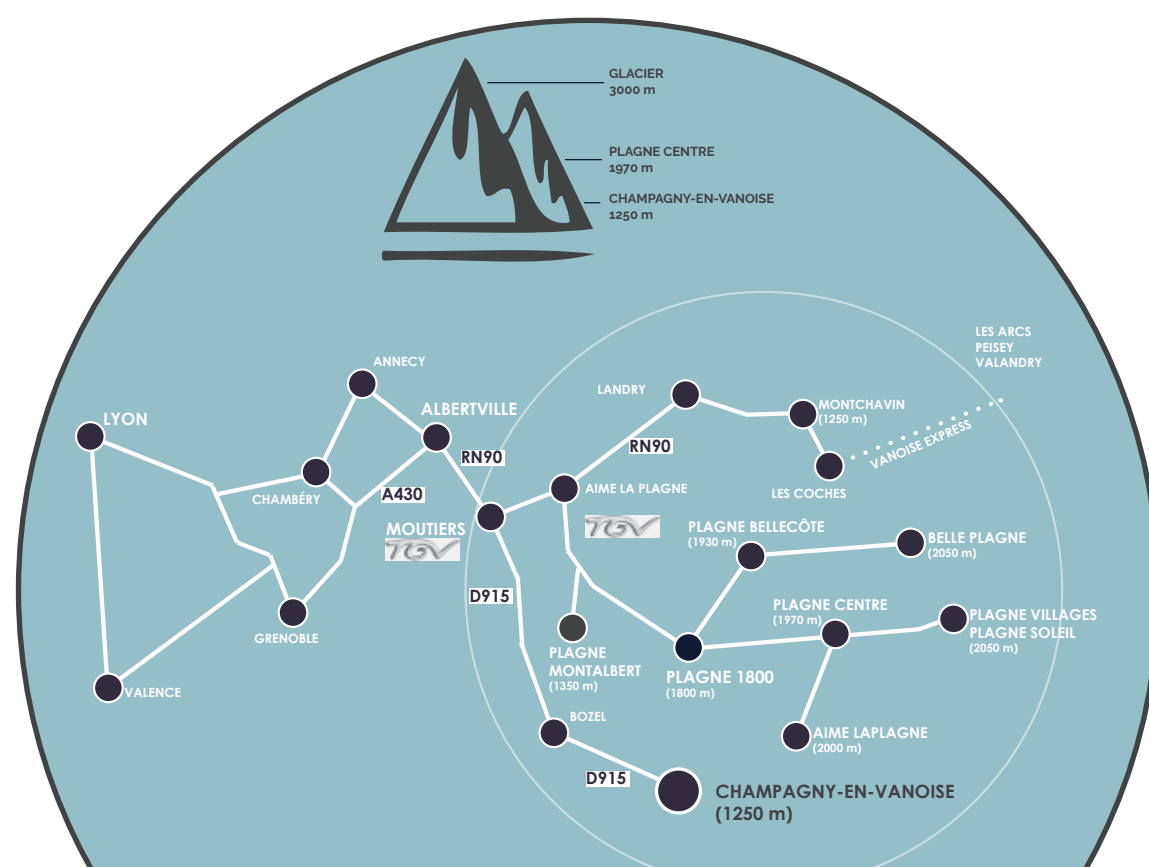 GLACIER
3000 m
PLAGNE CENTRE
1970 m
CHAMPAGNY-EN-VANOISE
1250 m
LES ARCS
PEISEY
VALANDRY
ANNECY
LANDRY
MONTCHAVIN
(1250 m)
LYON
ALBERTVILLE
RN90
RN90
VANOISE EXPRESS
CHAMBÉRY
A430
AIME LA PLAGNE
LES COCHES
MOUTIERS
TGV
TGV
PLAGNE BELLECÔTE
(1930 m)
BELLE PLAGNE
(2050 m)
D915
PLAGNE CENTRE
(1970 m)
PLAGNE VILLAGES
PLAGNE SOLEIL
(2050 m)
GRENOBLE
PLAGNE
MONTALBERT
(1350 m)
PLAGNE 1800
(1800 m)
VALENCE
BOZEL
AIME LAPLAGNE
(2000 m)
D915
CHAMPAGNY-EN-VANOISE
(1250 m)